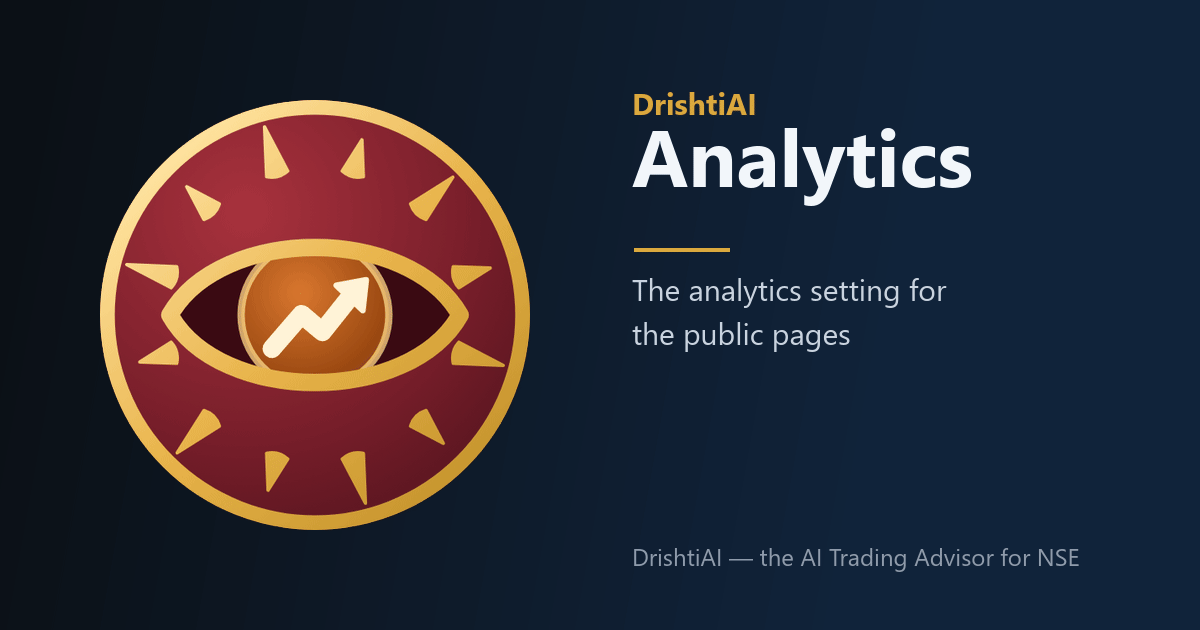 DrishtiAI
Analytics
The analytics setting for
the public pages
DrishtiAI — the AI Trading Advisor for NSE